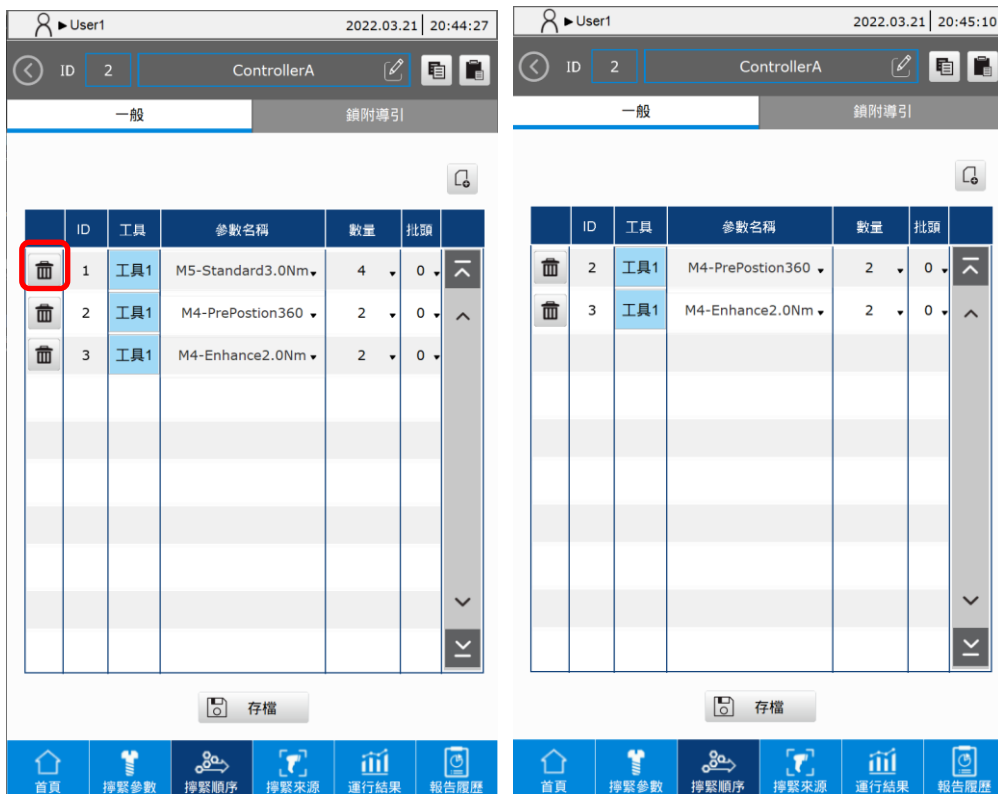 ►User1
2022.03.21 20:44:27
ID 2 ControllerA
一般 鎖附導引
ID 工具 參數名稱 數量 批頭
1 工具1 M5-Standard3.0Nm 4 0
2 工具1 M4-PrePostion360 2 0
3 工具1 M4-Enhance2.0Nm 2 0
存檔
首頁 擰緊參數 擰緊順序 擰緊來源 運行結果 報告履歷
►User1
2022.03.21 20:45:10
ID 2 ControllerA
一般 鎖附導引
ID 工具 參數名稱 數量 批頭
2 工具1 M4-PrePostion360 2 0
3 工具1 M4-Enhance2.0Nm 2 0
存檔
首頁 擰緊參數 擰緊順序 擰緊來源 運行結果 報告履歷